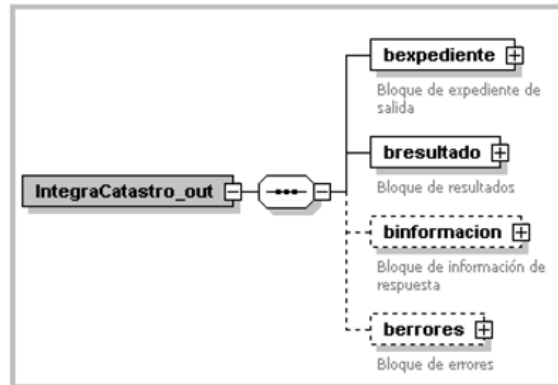 bexpediente
Bloque de expediente de
salida
bresultado
Bloque de resultados
IntegraCatastro_out
binformacion
Bloque de información de
respuesta
berrores
Bloque de errores